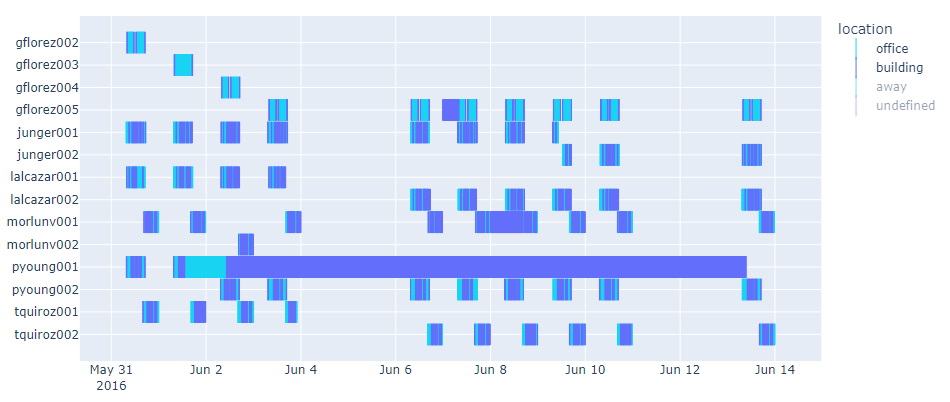 location
office
building
away
undefined
gflorez002
gflorez003
gflorez004
gflorez05
junger001
junger002
lalcazar001
lalcazar002
morlunv001
morlunv002
pyoung001
pyoung002
tquiroz001
tquiroz002
May 31 Jun 2 Jun 4 Jun 6 Jun 8 Jun 10 Jun 12 Jun 14
2016